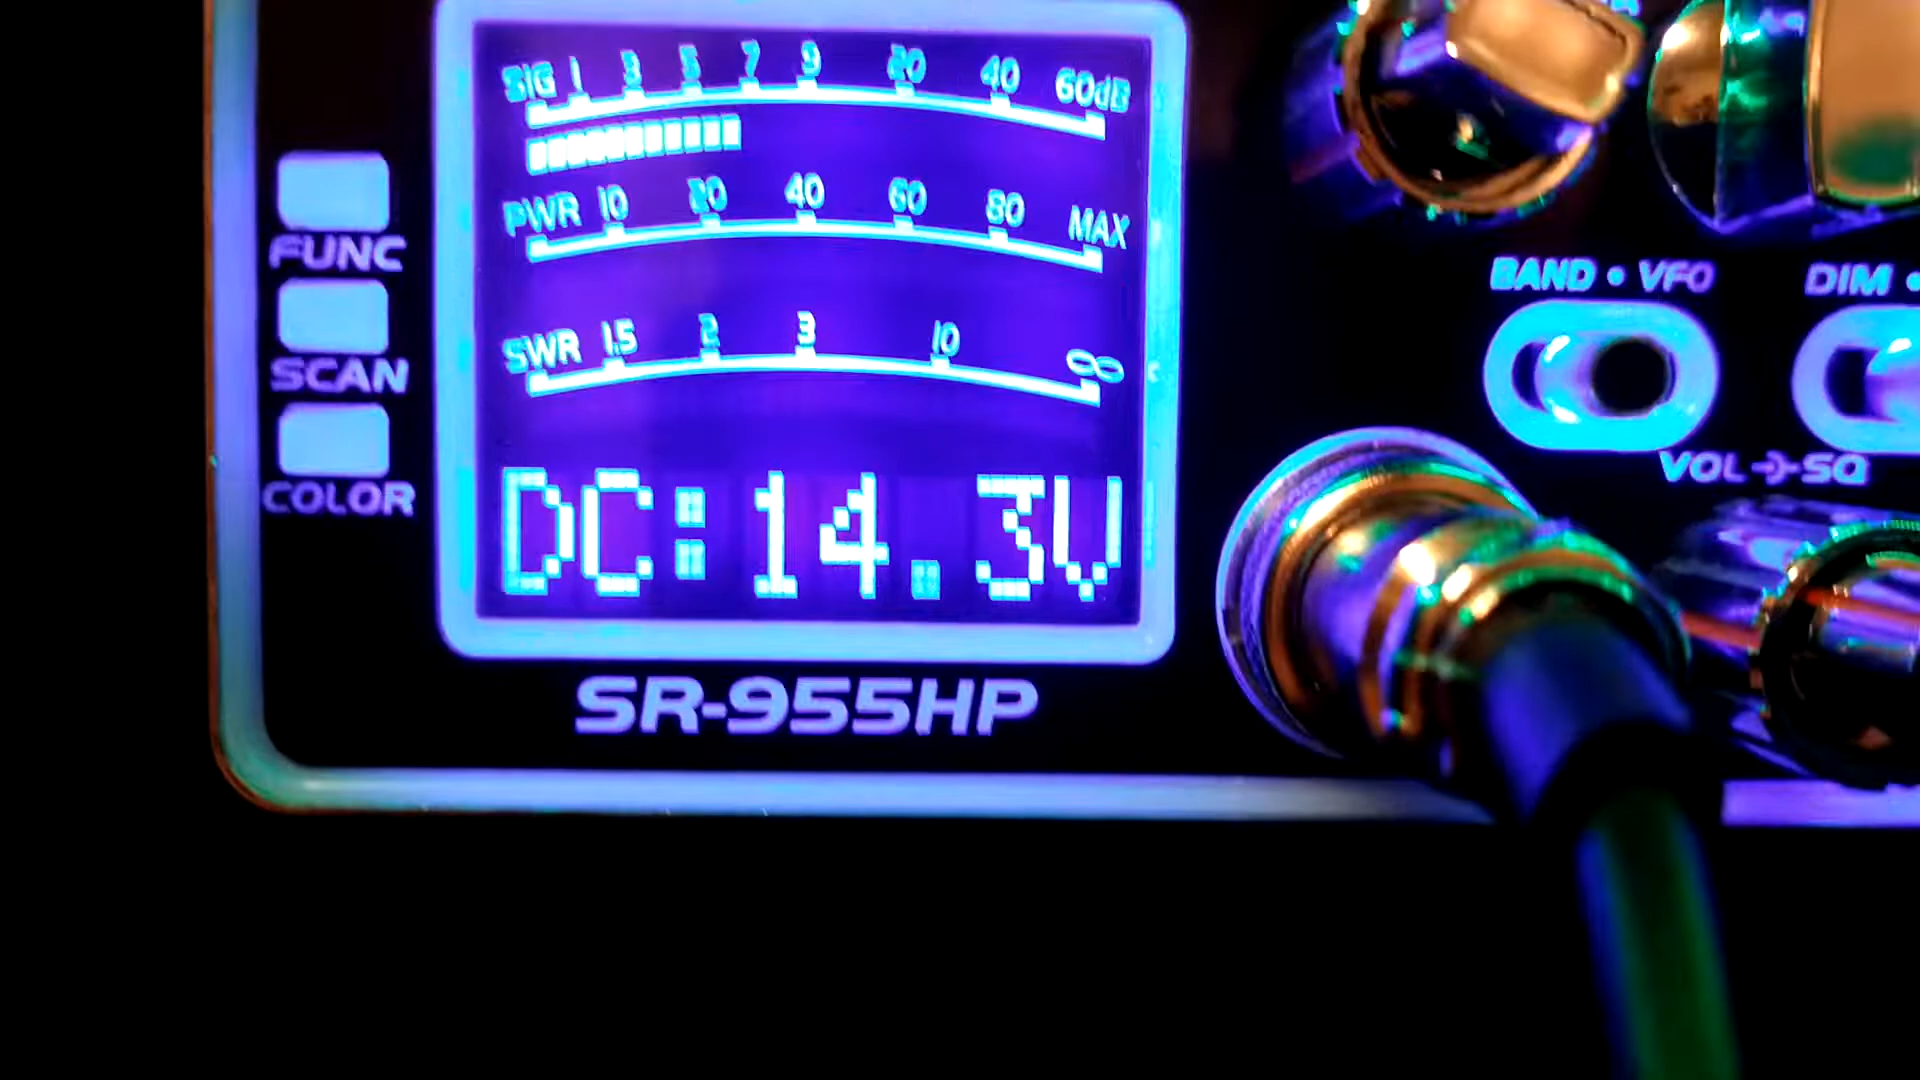 SIG 1 3 5 7 9 20 40 60dB
PWR 10 20 40 60 80 MAX
SWR 1.5 2 3 10 ∞
DC:14.3V
SR-955HP
FUNC
SCAN
COLOR
BAND • VFO
DIM •
VOL SQ